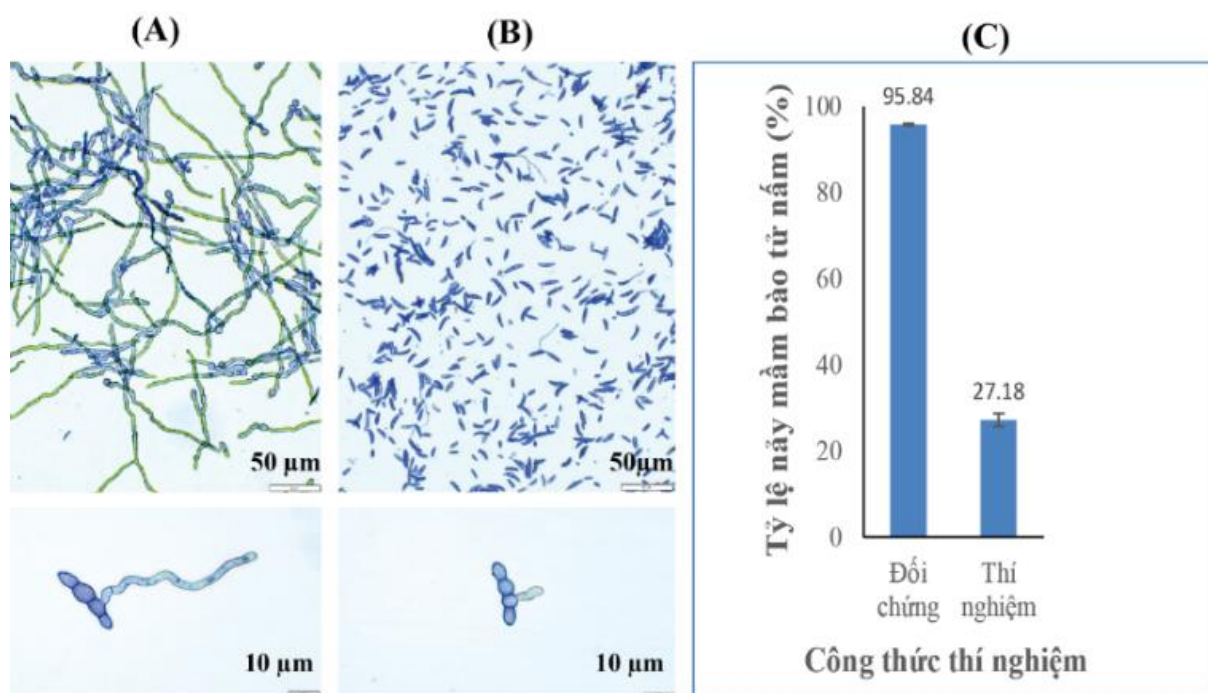 (A)
(B)
(C)
50 µm
50µm
10 µm
10 µm
Tỷ lệ nảy mầm bào tử nấm (%)
100
80
60
40
20
0
95.84
27.18
Đối
chứng
Thí
nghiệm
Công thức thí nghiệm